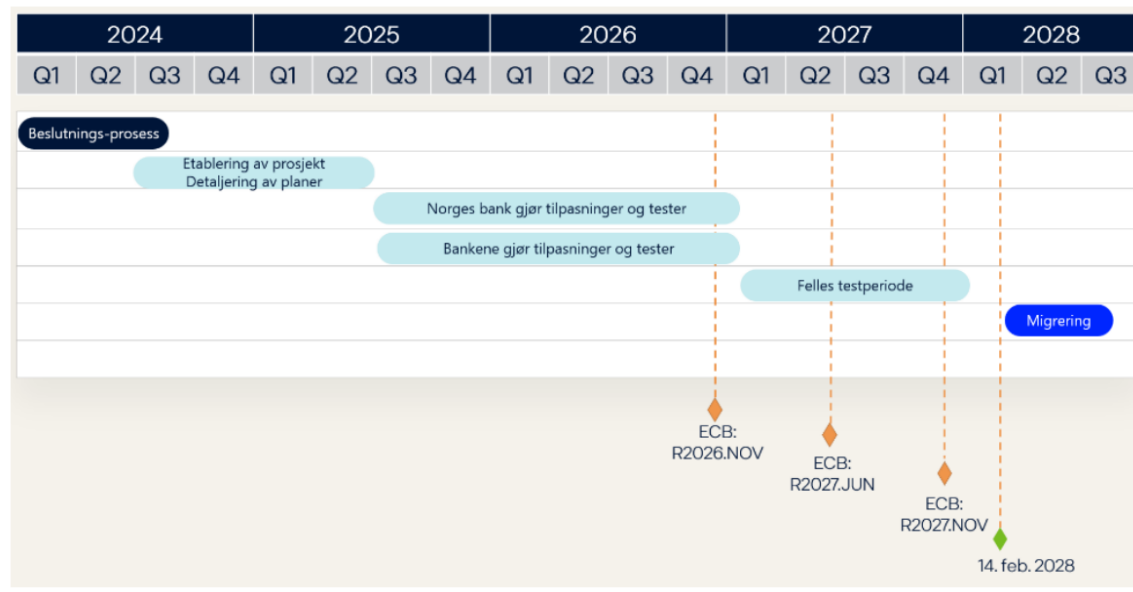 2024 2025 2026 2027 2028
Q1 Q2 Q3 Q4 Q1 Q2 Q3 Q4 Q1 Q2 Q3 Q4 Q1 Q2 Q3 Q4 Q1 Q2 Q3
Beslutnings-prosess
Etablering av prosjekt
Detaljering av planer
Norges bank gjør tilpasninger og tester
Bankene gjør tilpasninger og tester
Felles testperiode
Migrering
ECB:
R2026.NOV
ECB:
R2027.JUN
ECB:
R2027.NOV
14. feb. 2028